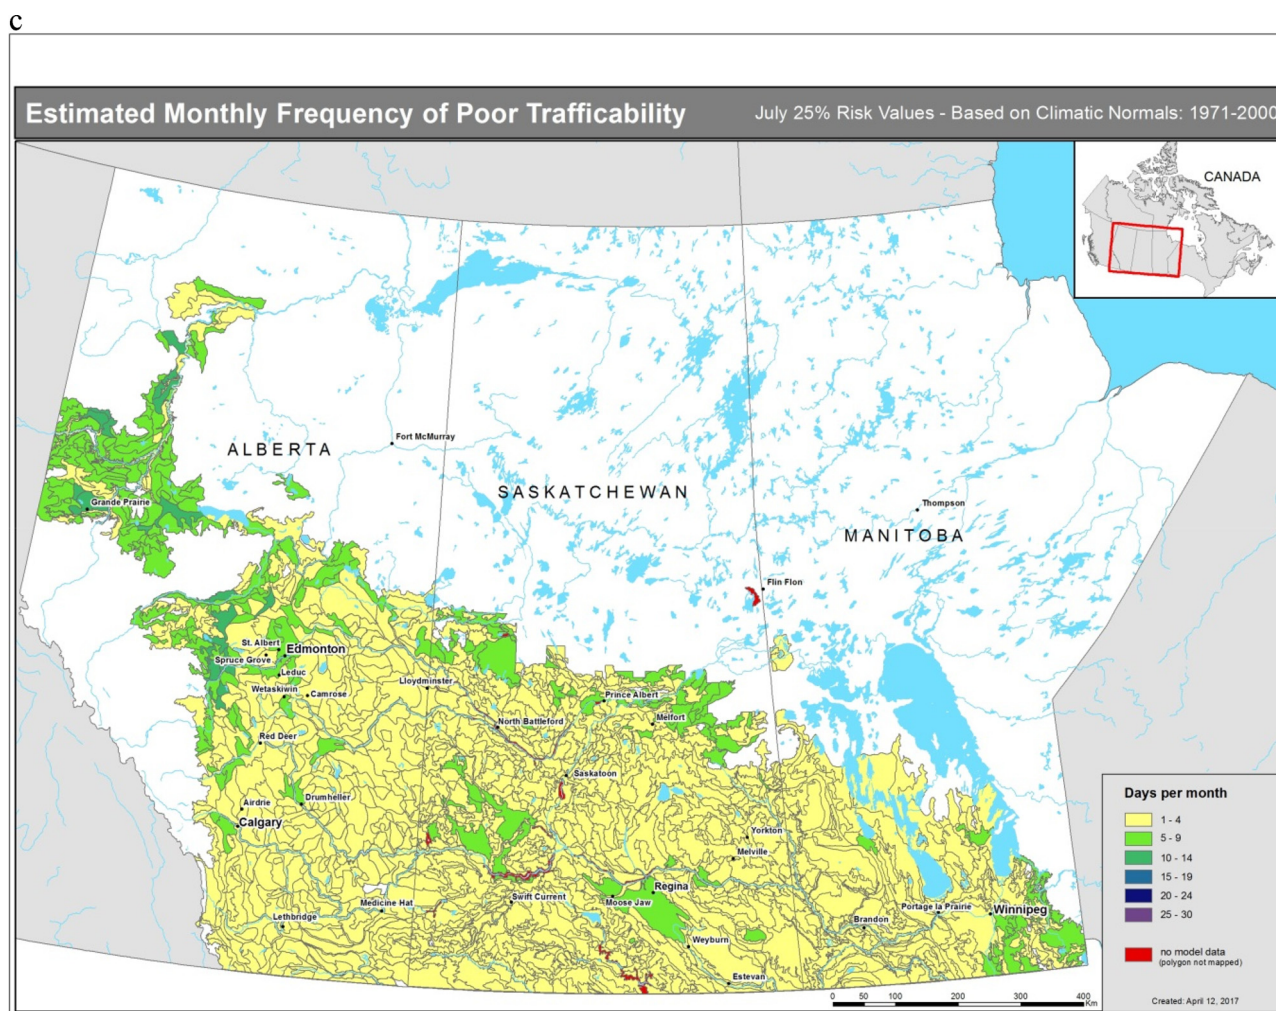 c
Estimated Monthly Frequency of Poor Trafficability
July 25% Risk Values - Based on Climatic Normals: 1971-2000
CANADA
ALBERTA
Fort McMurray
SASKATCHEWAN
Grande Prairie
Thompson
MANITOBA
Flin Flon
St. Albert
Edmonton
Spruce Grove
Leduc
Wetaskiwin
Camrose
Lloydminster
Prince Albert
North Battleford
Melfort
Red Deer
Saskatoon
Airdrie
Drumheller
Calgary
Yorkton
Melville
Regina
Swift Current
Moose Jaw
Medicine Hat
Lethbridge
Portage la Prairie
Winnipeg
Brandon
Weyburn
Estevan
Days per month
1 - 4
5 - 9
10 - 14
15 - 19
20 - 24
25 - 30
no model data
(polygon not mapped)
0 50 100 200 300 400
Km
Created: April 12, 2017